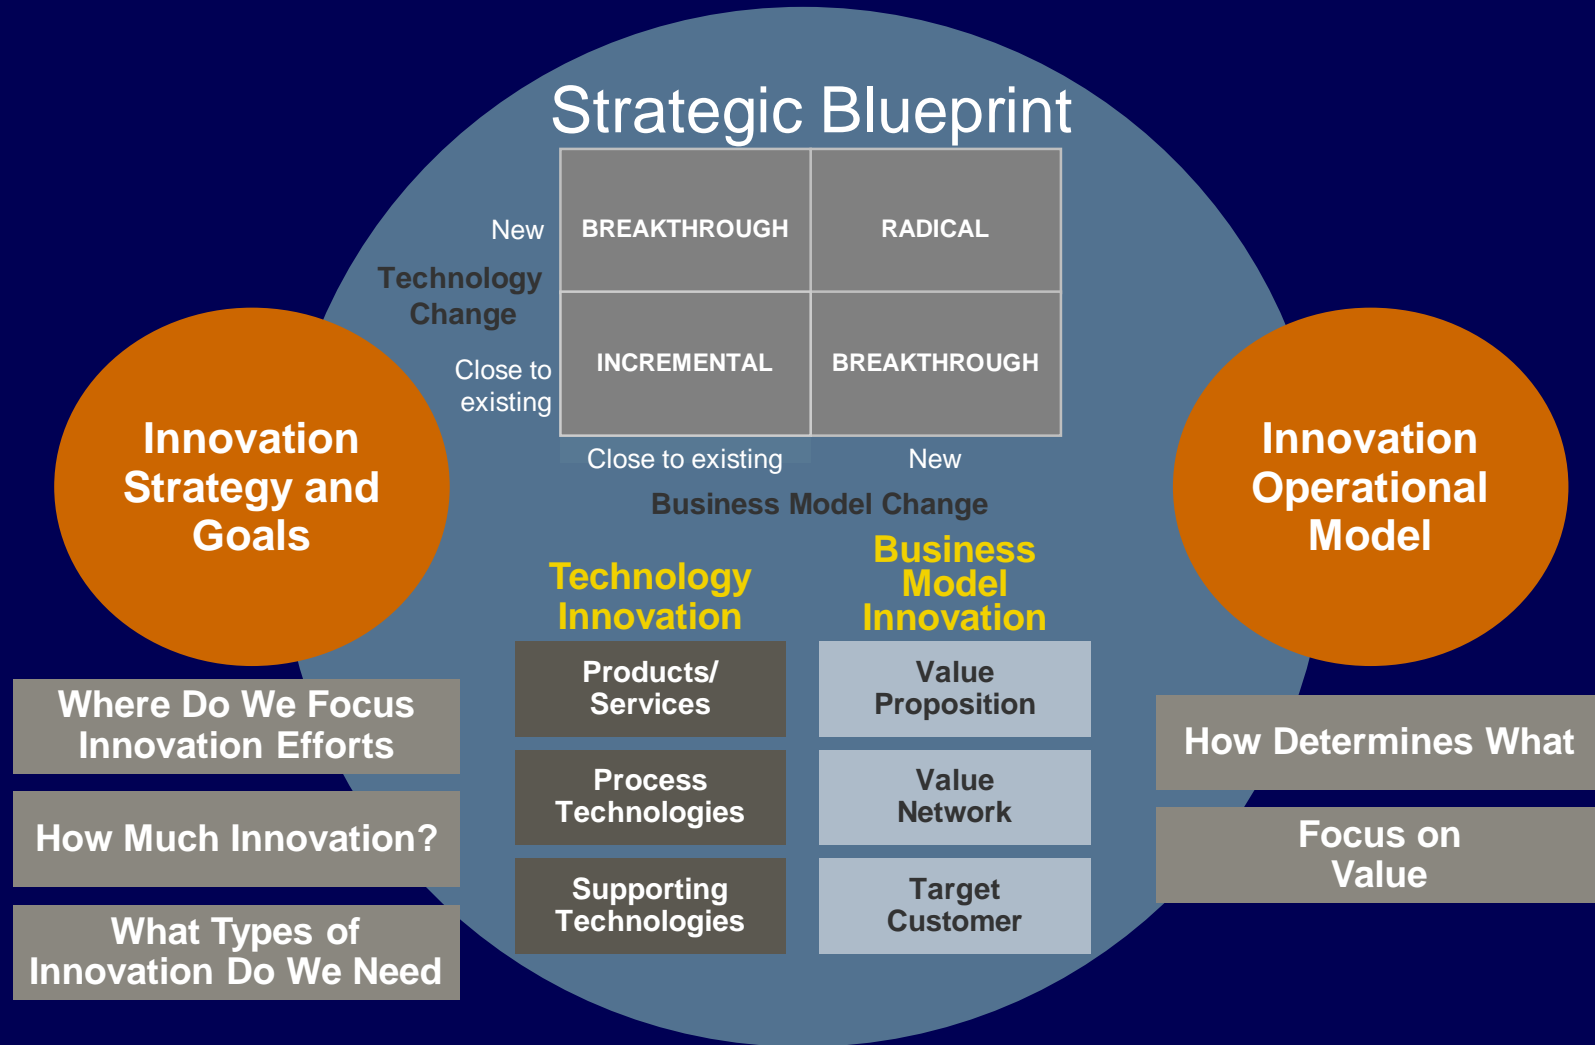 Strategic Blueprint
New
BREAKTHROUGH
RADICAL
Technology
Change
Close to
existing
INCREMENTAL
BREAKTHROUGH
Close to existing
New
Business Model Change
Innovation
Strategy and
Goals
Where Do We Focus
Innovation Efforts
How Much Innovation?
What Types of
Innovation Do We Need
Technology
Innovation
Products/
Services
Process
Technologies
Supporting
Technologies
Business
Model
Innovation
Value
Proposition
Value
Network
Target
Customer
Innovation
Operational
Model
How Determines What
Focus on
Value